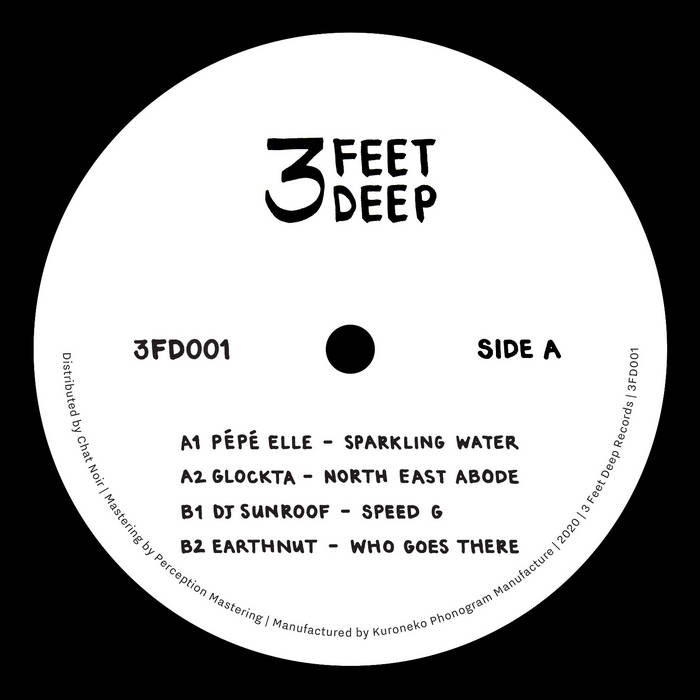 3 FEET
DEEP
3FD001
SIDE A
A1 PÉPÉ ELLE - SPARKLING WATER
A2 GLOCKTA - NORTH EAST ABODE
B1 DJ SUNROOF - SPEED G
B2 EARTHNUT - WHO GOES THERE
Distributed by Chat Noir | Mastering by Perception Mastering | Manufactured by Kuroneko Phonogram Manufacture | 2020 | 3 Feet Deep Records | 3FD001